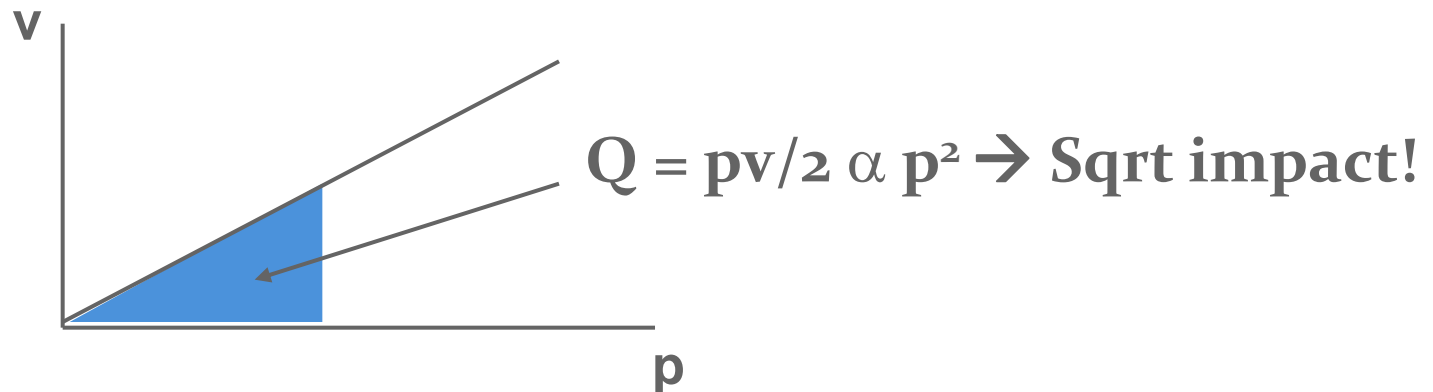 v
Q = pv/2 α p² → Sqrt impact!
p